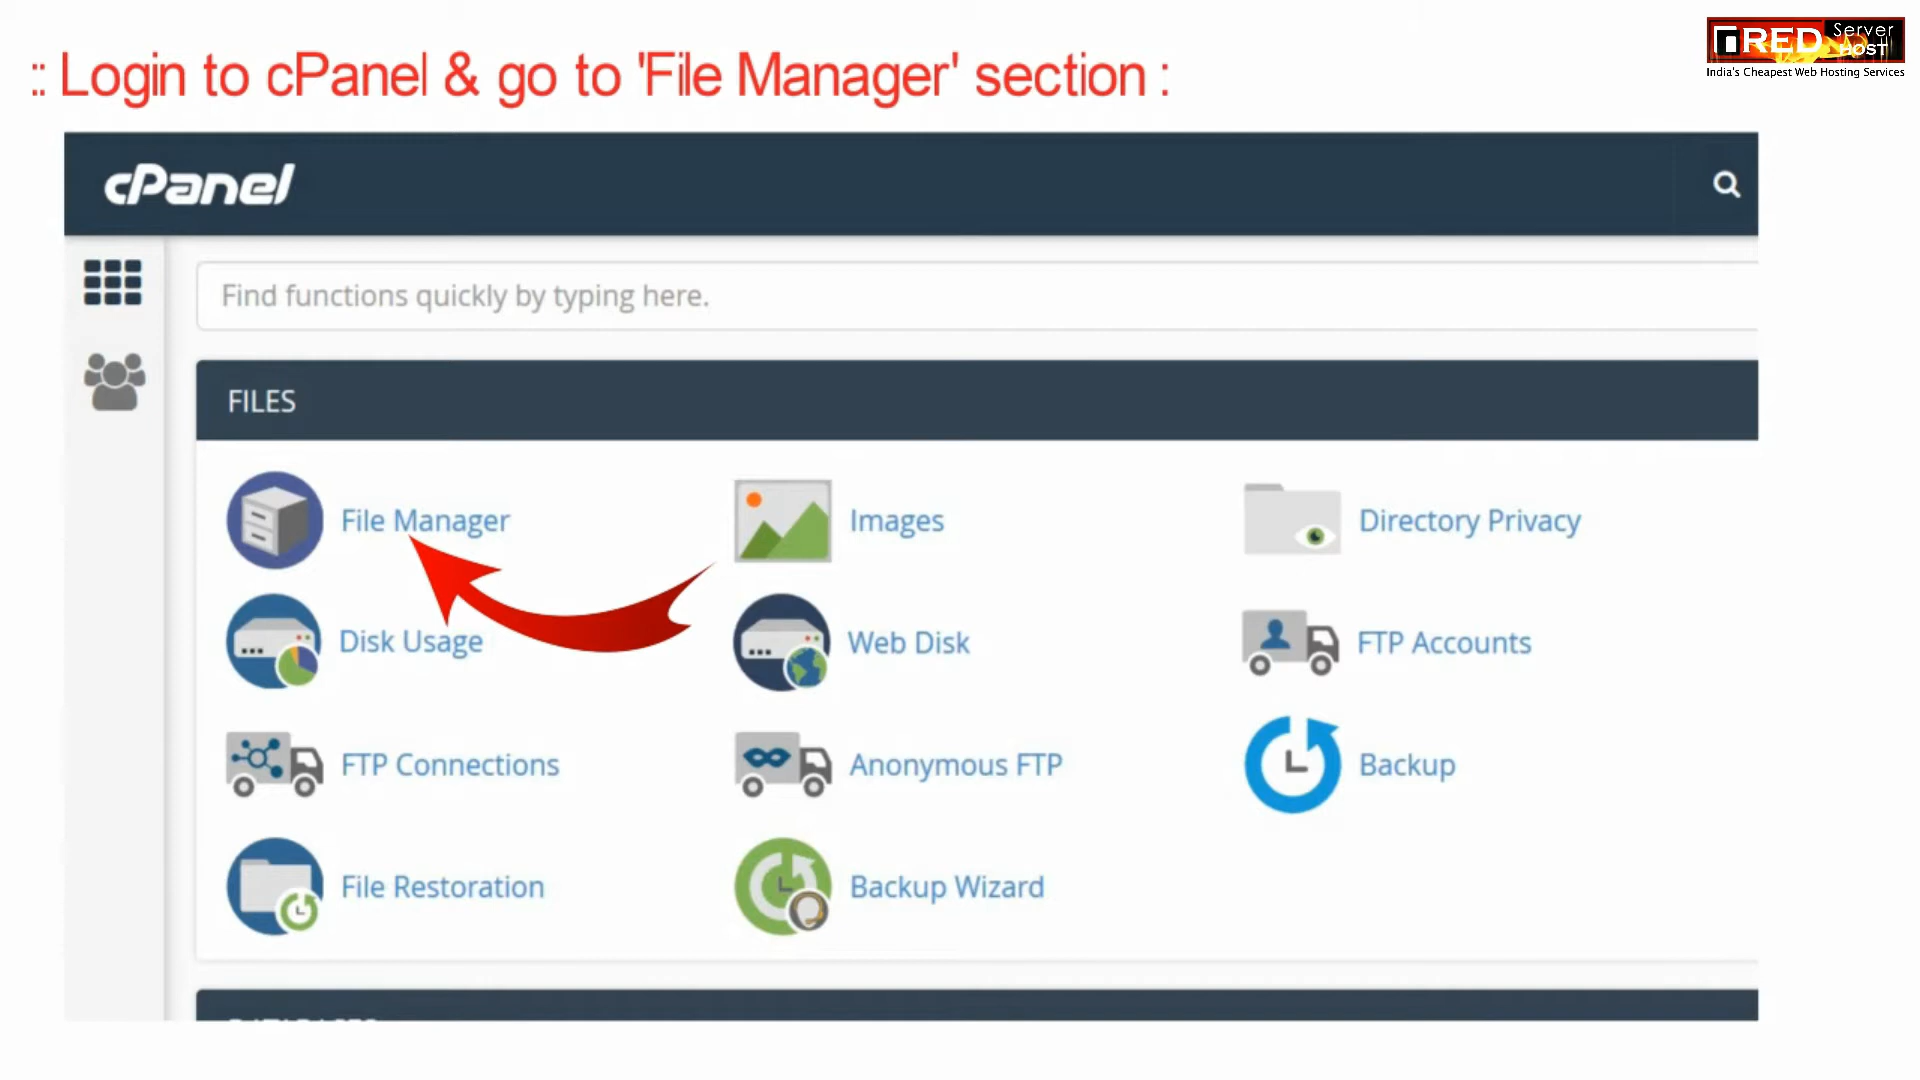 :: Login to cPanel & go to 'File Manager' section :
RED Server HOST
India's Cheapest Web Hosting Services
cPanel
Find functions quickly by typing here.
FILES
File Manager
Images
Directory Privacy
Disk Usage
Web Disk
FTP Accounts
FTP Connections
Anonymous FTP
Backup
File Restoration
Backup Wizard